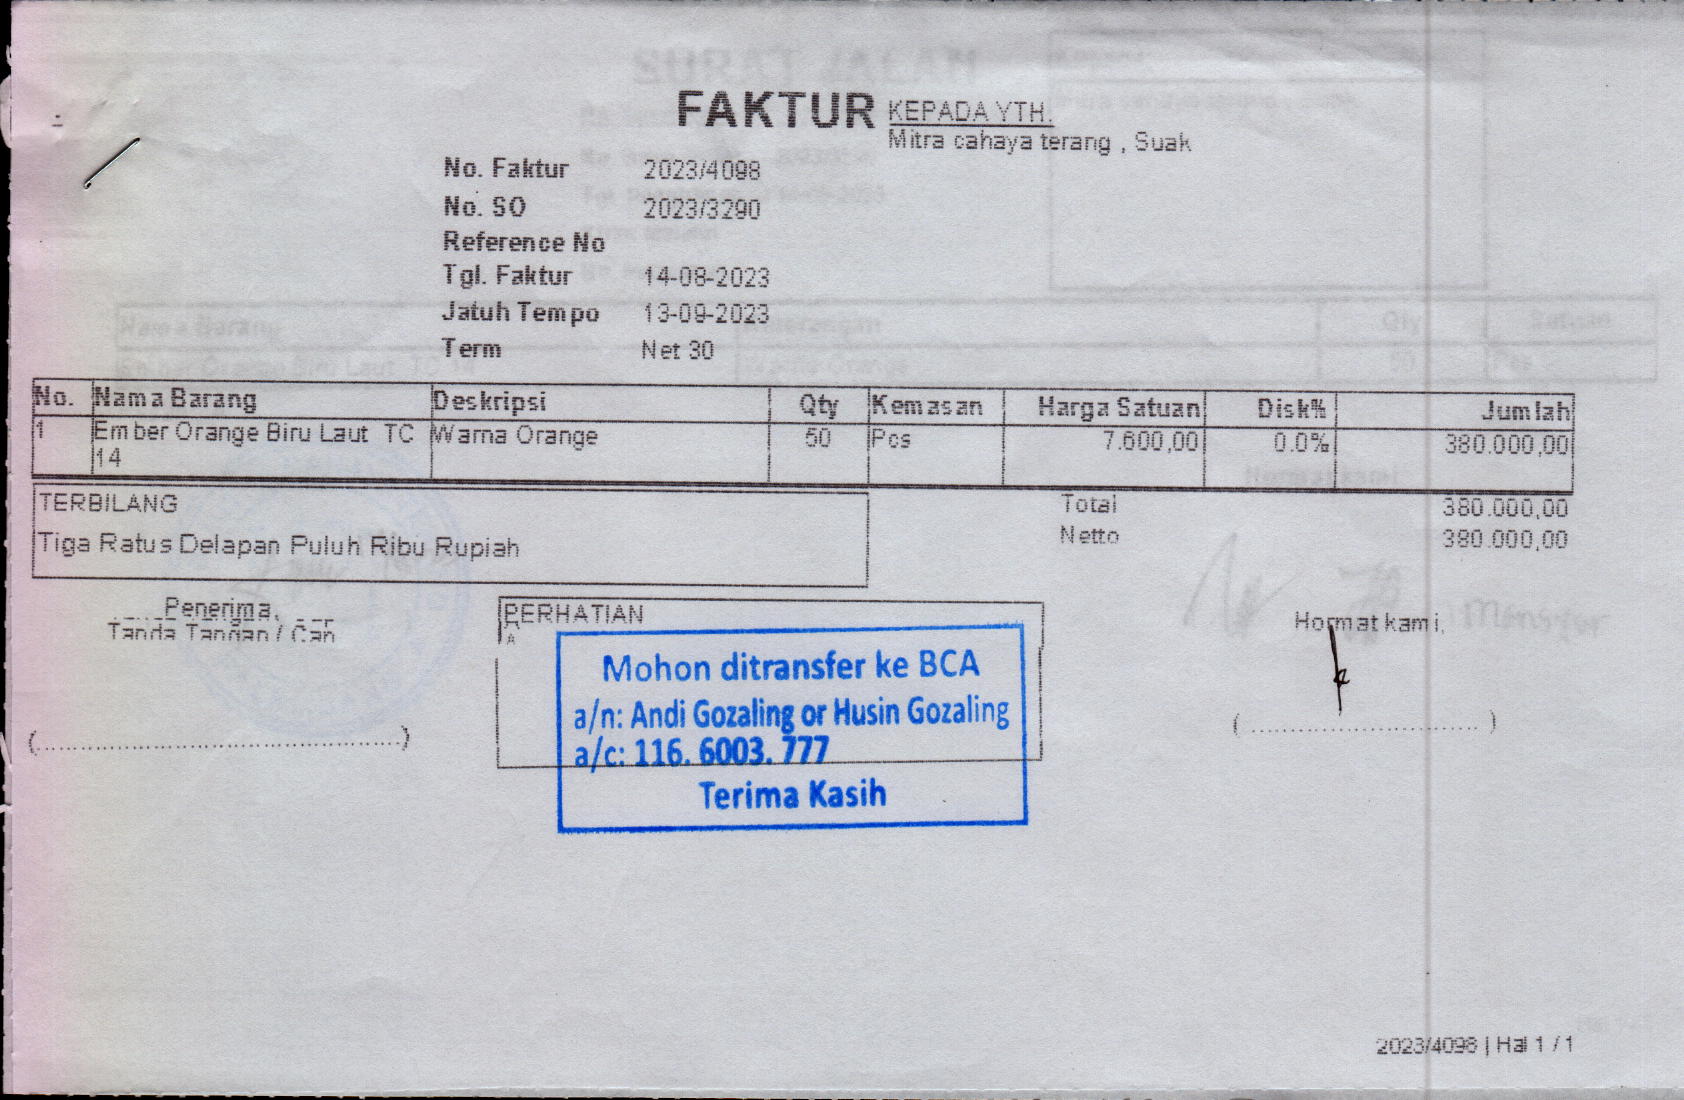 FAKTUR
KEPADA YTH.
Mitra cahaya terang , Suak
No. Faktur 2023/4098
No. SO 2023/3290
Reference No
Tgl. Faktur 14-08-2023
Jatuh Tempo 13-09-2023
Term Net 30
No. Nama Barang Deskripsi Qty Kemasan Harga Satuan Disk% Jumlah
1 Ember Orange Biru Laut TC Warna Orange 50 Pcs 7.600,00 0.0% 380.000,00
14
TERBILANG
Tiga Ratus Delapan Puluh Ribu Rupiah
Total 380.000,00
Netto 380.000,00
Penerima,
Tanda Tangan / Cap
PERHATIAN
A
Mohon ditransfer ke BCA
a/n: Andi Gozaling or Husin Gozaling
a/c: 116. 6003. 777
Terima Kasih
Hormat kami,
2023/4098 | Hal 1 / 1